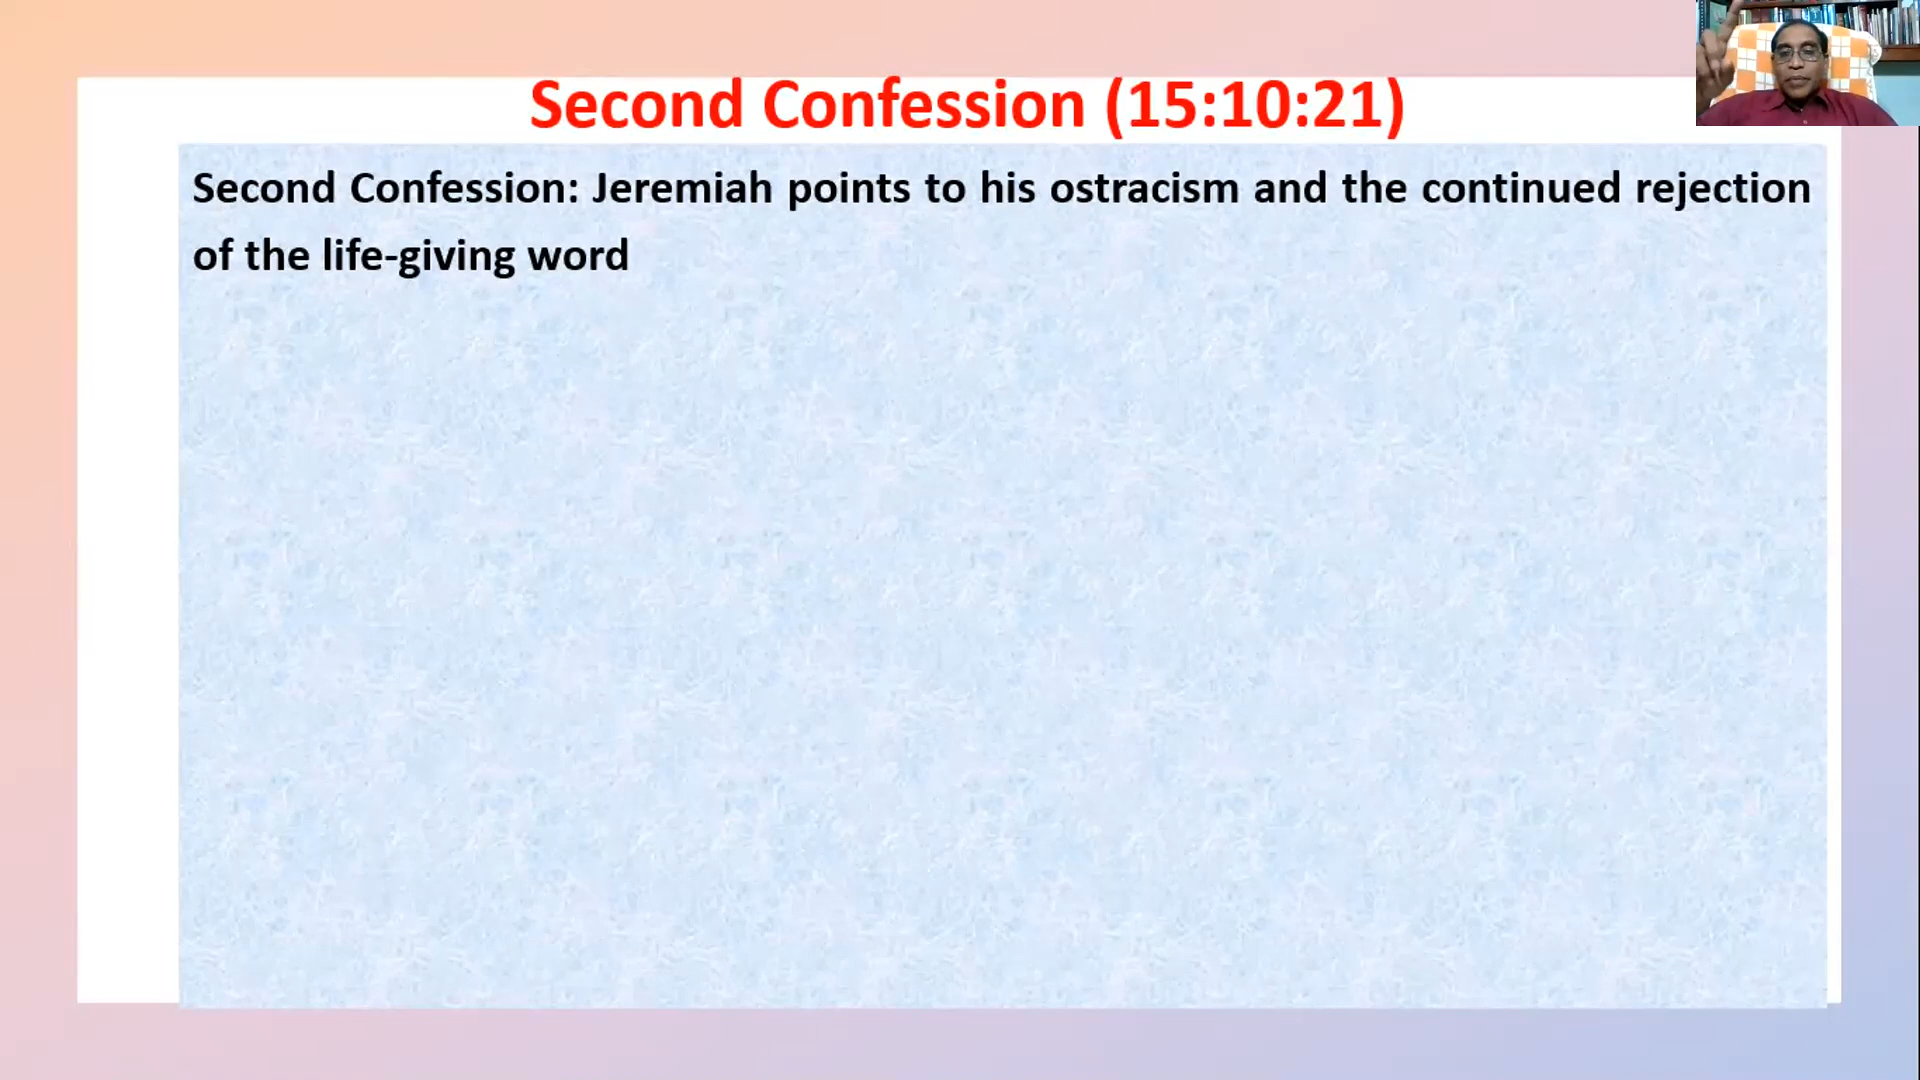 Second Confession (15:10:21)
Second Confession: Jeremiah points to his ostracism and the continued rejection
of the life-giving word